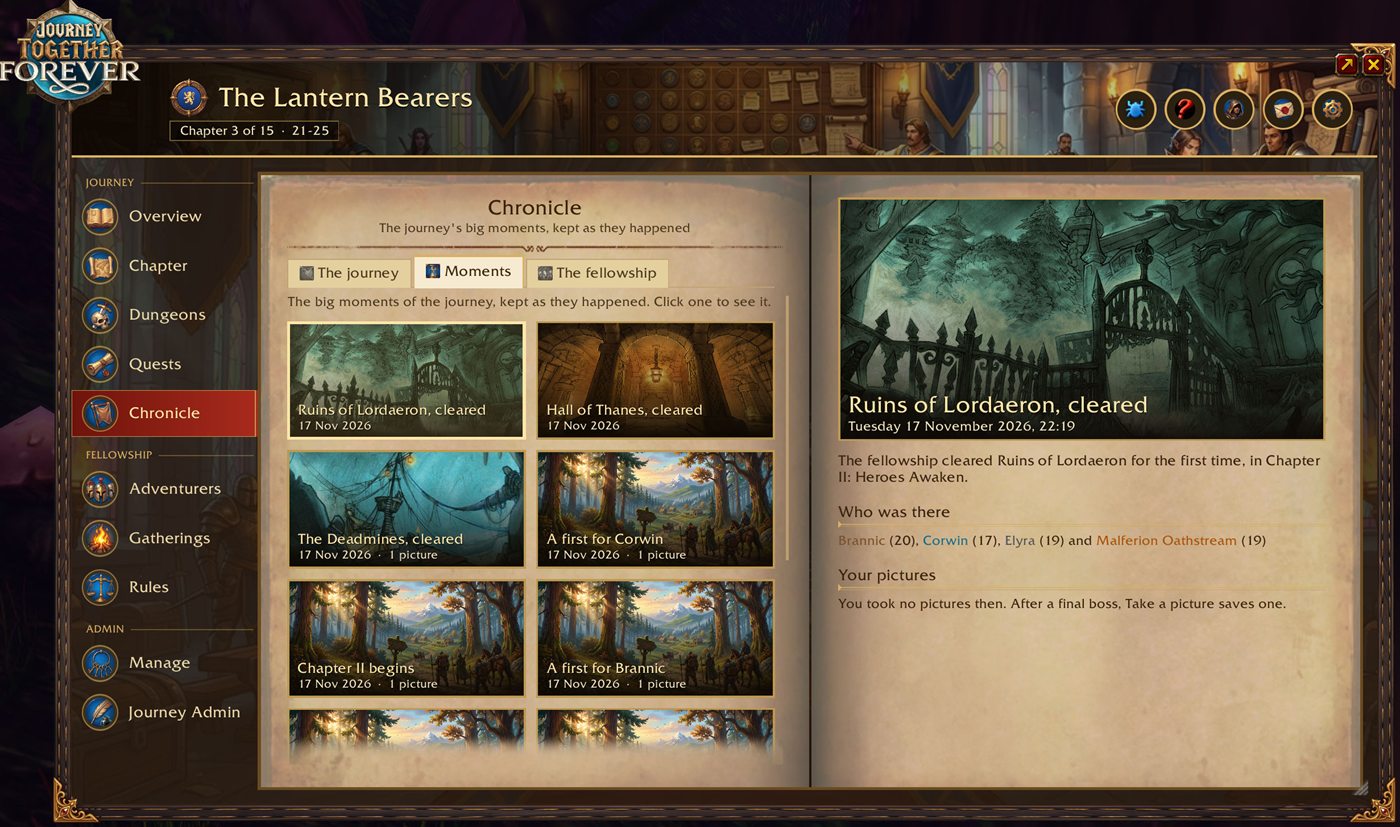 JOURNEY
TOGETHER
FOREVER
The Lantern Bearers
Chapter 3 of 15 · 21-25
JOURNEY
Overview
Chapter
Dungeons
Quests
Chronicle
FELLOWSHIP
Adventurers
Gatherings
Rules
ADMIN
Manage
Journey Admin
Chronicle
The journey's big moments, kept as they happened
The journey
Moments
The fellowship
The big moments of the journey, kept as they happened. Click one to see it.
Ruins of Lordaeron, cleared
17 Nov 2026
Hall of Thanes, cleared
17 Nov 2026
The Deadmines, cleared
17 Nov 2026 · 1 picture
A first for Corwin
17 Nov 2026 · 1 picture
Chapter II begins
17 Nov 2026 · 1 picture
A first for Brannic
17 Nov 2026 · 1 picture
Ruins of Lordaeron, cleared
Tuesday 17 November 2026, 22:19
The fellowship cleared Ruins of Lordaeron for the first time, in Chapter
II: Heroes Awaken.
Who was there
Brannic (20), Corwin (17), Elyra (19) and Malferion Oathstream (19)
Your pictures
You took no pictures then. After a final boss, Take a picture saves one.